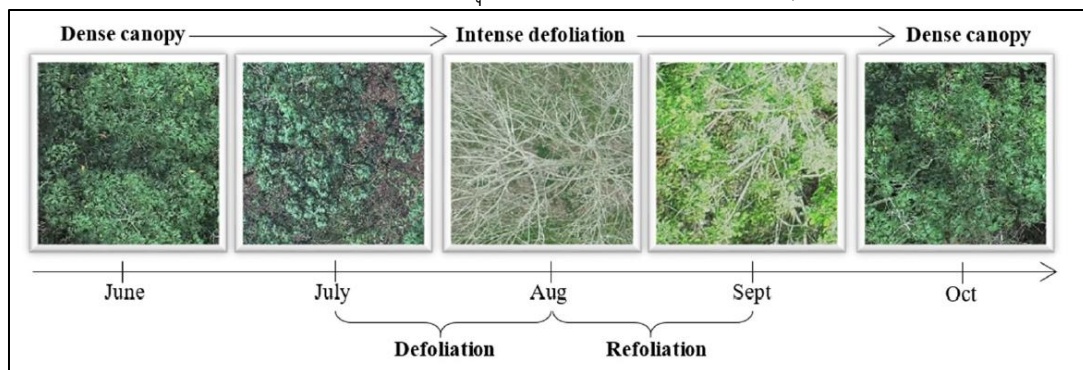 Dense canopy Intense defoliation Dense canopy
June July Aug Sept Oct
Defoliation Refoliation